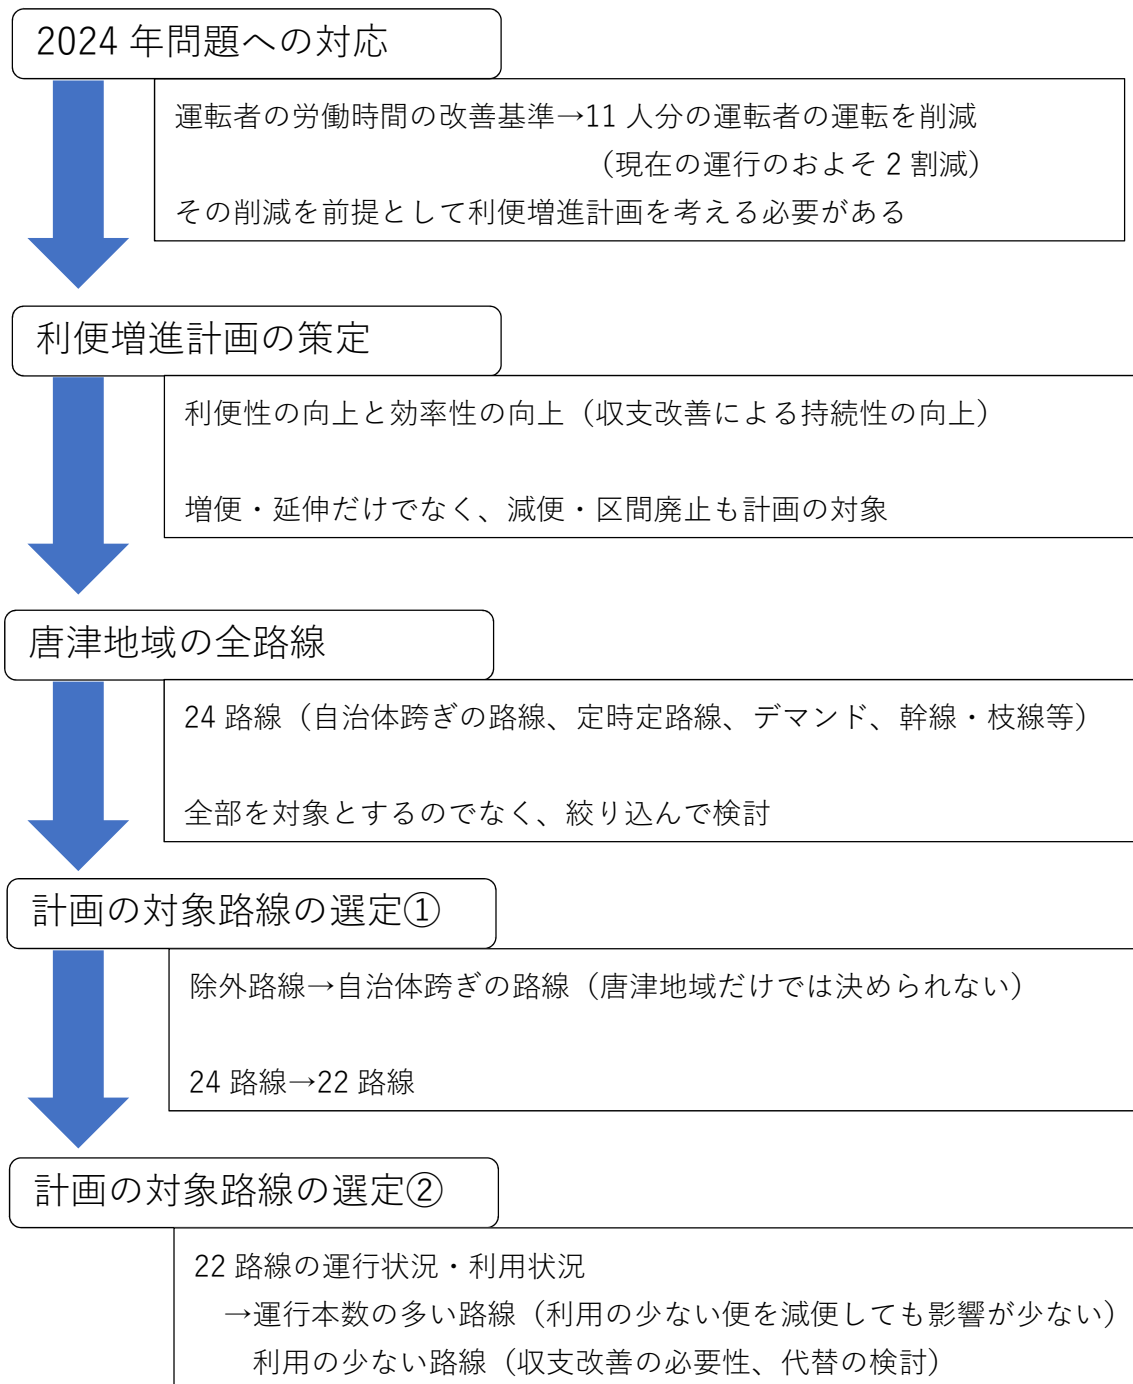 2024 年問題への対応
運転者の労働時間の改善基準→11 人分の運転者の運転を削減
（現在の運行のおよそ 2 割減）
その削減を前提として利便増進計画を考える必要がある
利便増進計画の策定
利便性の向上と効率性の向上（収支改善による持続性の向上）
増便・延伸だけでなく、減便・区間廃止も計画の対象
唐津地域の全路線
24 路線（自治体跨ぎの路線、定時定路線、デマンド、幹線・枝線等）
全部を対象とするのでなく、絞り込んで検討
計画の対象路線の選定①
除外路線→自治体跨ぎの路線（唐津地域だけでは決められない）
24 路線→22 路線
計画の対象路線の選定②
22 路線の運行状況・利用状況
→運行本数の多い路線（利用の少ない便を減便しても影響が少ない）
利用の少ない路線（収支改善の必要性、代替の検討）